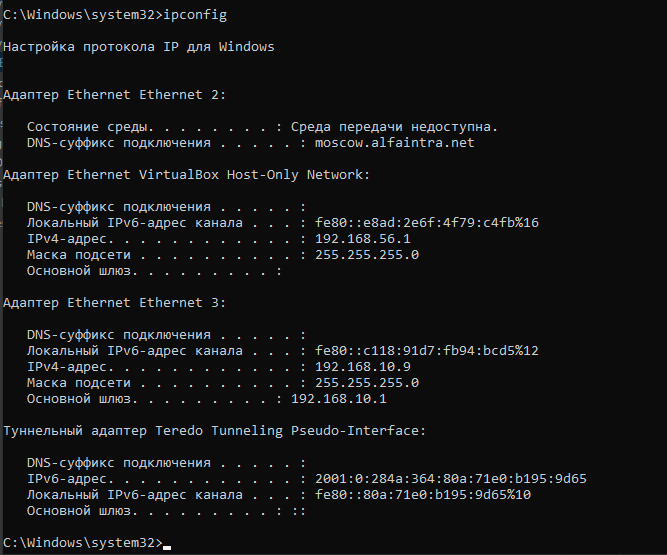 C:\Windows\system32>ipconfig
Настройка протокола IP для Windows
Адаптер Ethernet Ethernet 2:
Состояние среды. . . . . . . . : Среда передачи недоступна.
DNS-суффикс подключения . . . . . : moscow.alfaintra.net
Адаптер Ethernet VirtualBox Host-Only Network:
DNS-суффикс подключения . . . . . :
Локальный IPv6-адрес канала . . . : fe80::e8ad:2e6f:4f79:c4fb%16
IPv4-адрес. . . . . . . . . . . . : 192.168.56.1
Маска подсети . . . . . . . . . . : 255.255.255.0
Основной шлюз. . . . . . . . . :
Адаптер Ethernet Ethernet 3:
DNS-суффикс подключения . . . . . :
Локальный IPv6-адрес канала . . . : fe80::c118:91d7:fb94:bcd5%12
IPv4-адрес. . . . . . . . . . . . : 192.168.10.9
Маска подсети . . . . . . . . . . : 255.255.255.0
Основной шлюз. . . . . . . . . : 192.168.10.1
Туннельный адаптер Teredo Tunneling Pseudo-Interface:
DNS-суффикс подключения . . . . . :
IPv6-адрес. . . . . . . . . . . . : 2001:0:284a:364:80a:71e0:b195:9d65
Локальный IPv6-адрес канала . . . : fe80::80a:71e0:b195:9d65%10
Основной шлюз. . . . . . . . . : ::
C:\Windows\system32>